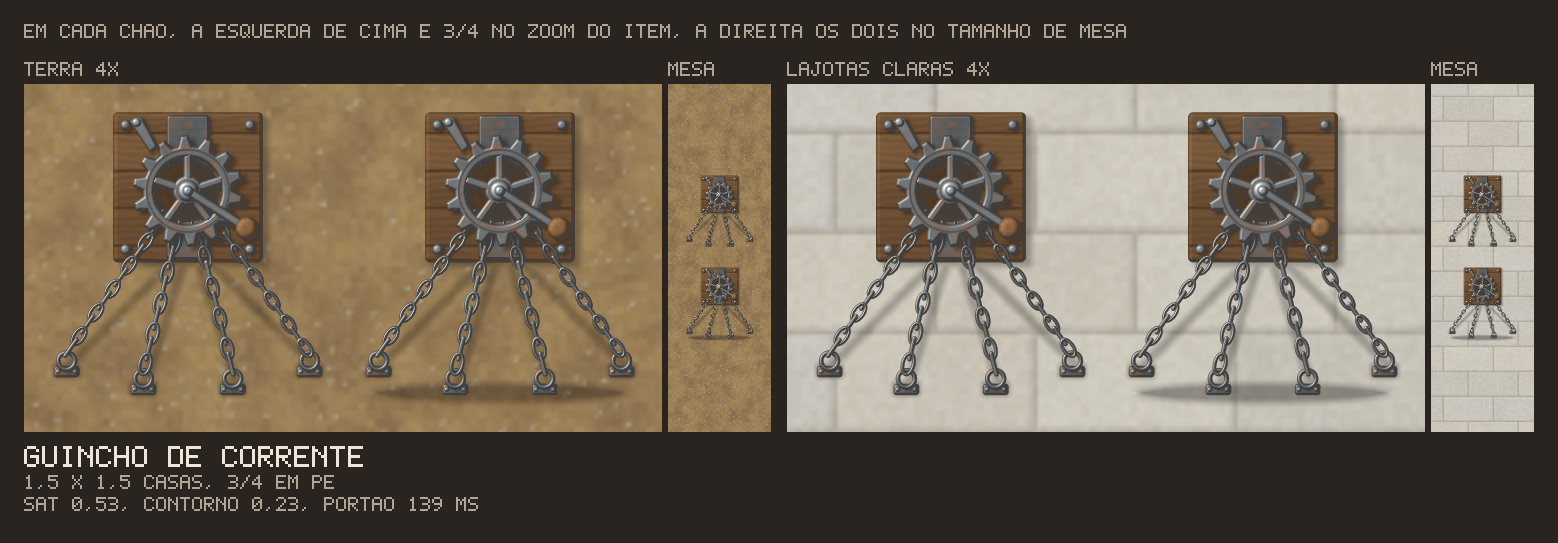 EM CADA CHAO, A ESQUERDA DE CIMA E 3/4 NO ZOOM DO ITEM, A DIREITA OS DOIS NO TAMANHO DE MESA
TERRA 4X MESA LAJOTAS CLARAS 4X MESA
GUINCHO DE CORRENTE
1,5 X 1,5 CASAS, 3/4 EM PE
SAT 0,53, CONTORNO 0,23, PORTAO 139 MS